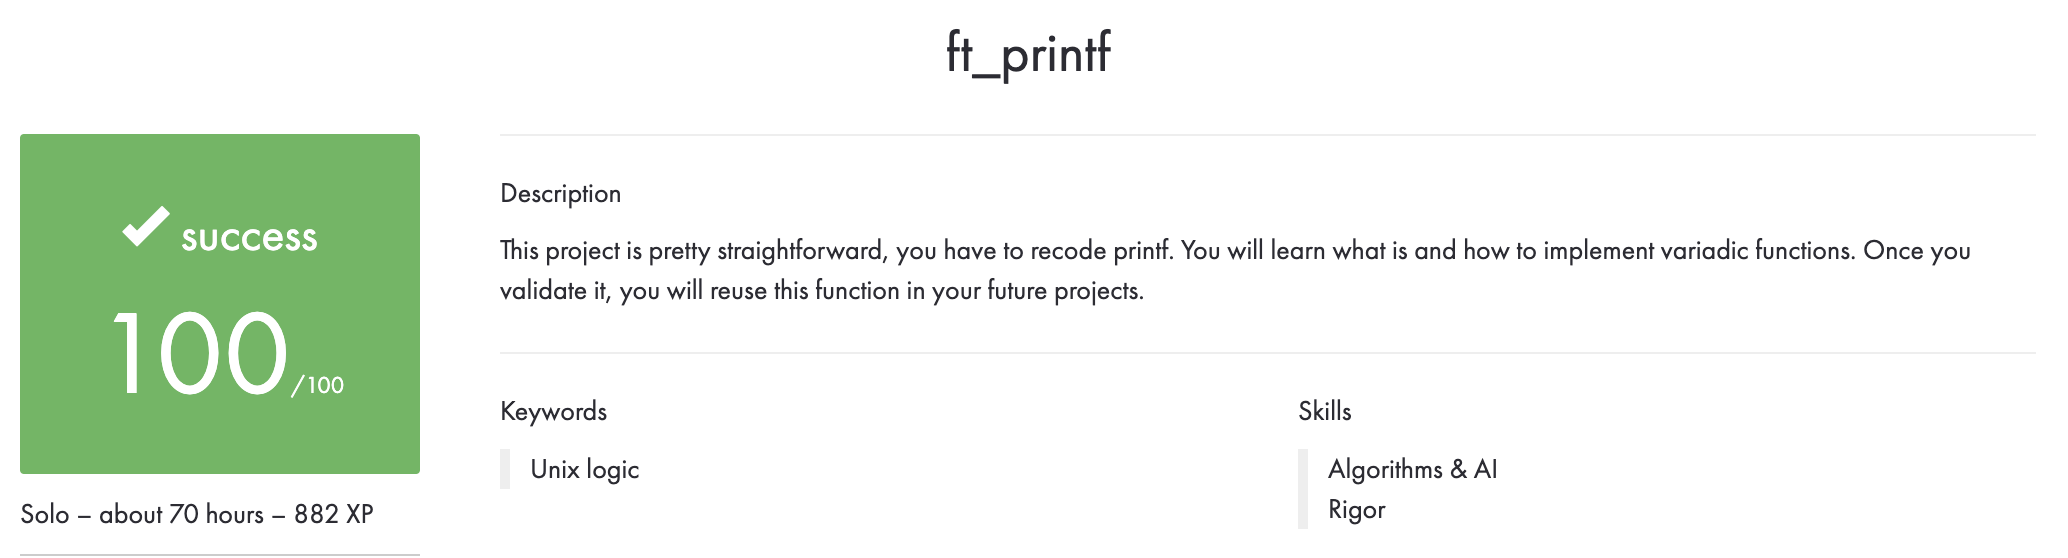 ft_printf
success
100/100
Solo – about 70 hours – 882 XP
Description
This project is pretty straightforward, you have to recode printf. You will learn what is and how to implement variadic functions. Once you
validate it, you will reuse this function in your future projects.
Keywords
Unix logic
Skills
Algorithms & AI
Rigor